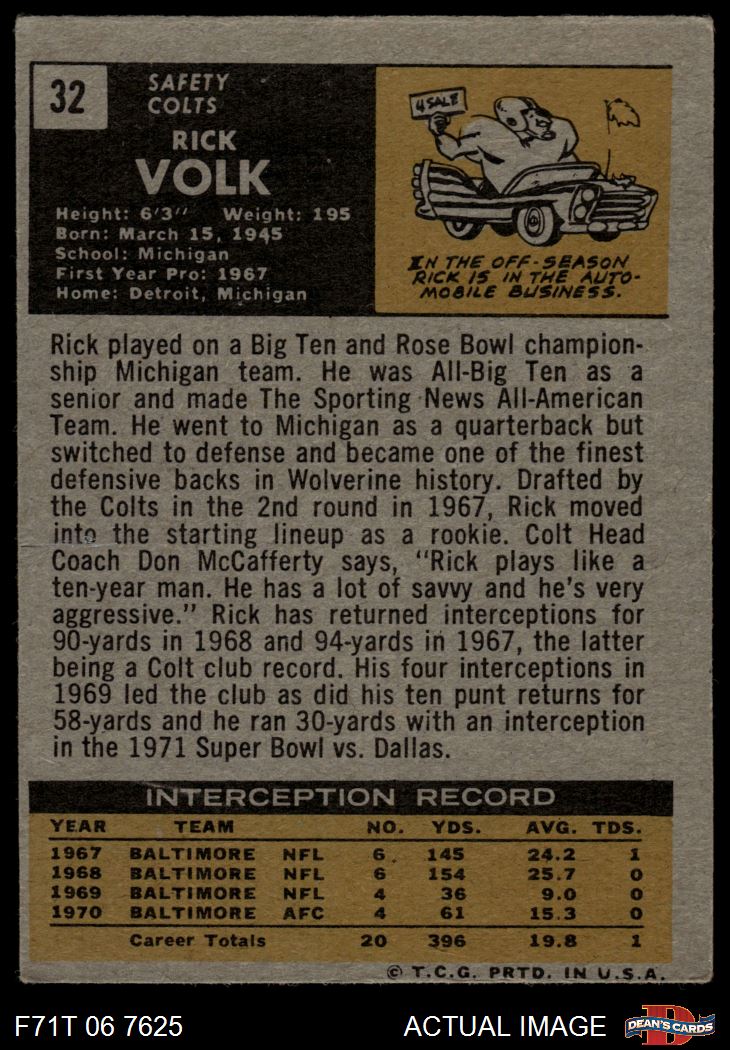 32
SAFETY
COLTS
RICK
VOLK
Height: 6'3" Weight: 195
Born: March 15, 1945
School: Michigan
First Year Pro: 1967
Home: Detroit, Michigan
4 SALE
IN THE OFF-SEASON
RICK IS IN THE AUTO-
MOBILE BUSINESS.
Rick played on a Big Ten and Rose Bowl champion-
ship Michigan team. He was All-Big Ten as a
senior and made The Sporting News All-American
Team. He went to Michigan as a quarterback but
switched to defense and became one of the finest
defensive backs in Wolverine history. Drafted by
the Colts in the 2nd round in 1967, Rick moved
into the starting lineup as a rookie. Colt Head
Coach Don McCafferty says, "Rick plays like a
ten-year man. He has a lot of savvy and he's very
aggressive." Rick has returned interceptions for
90-yards in 1968 and 94-yards in 1967, the latter
being a Colt club record. His four interceptions in
1969 led the club as did his ten punt returns for
58-yards and he ran 30-yards with an interception
in the 1971 Super Bowl vs. Dallas.
INTERCEPTION RECORD
YEAR TEAM NO. YDS. AVG. TDS.
1967 BALTIMORE NFL 6 145 24.2 1
1968 BALTIMORE NFL 6 154 25.7 0
1969 BALTIMORE NFL 4 36 9.0 0
1970 BALTIMORE AFC 4 61 15.3 0
Career Totals 20 396 19.8 1
© T.C.G. PRTD. IN U.S.A.
F71T 06 7625 ACTUAL IMAGE D DEAN'S CARDS